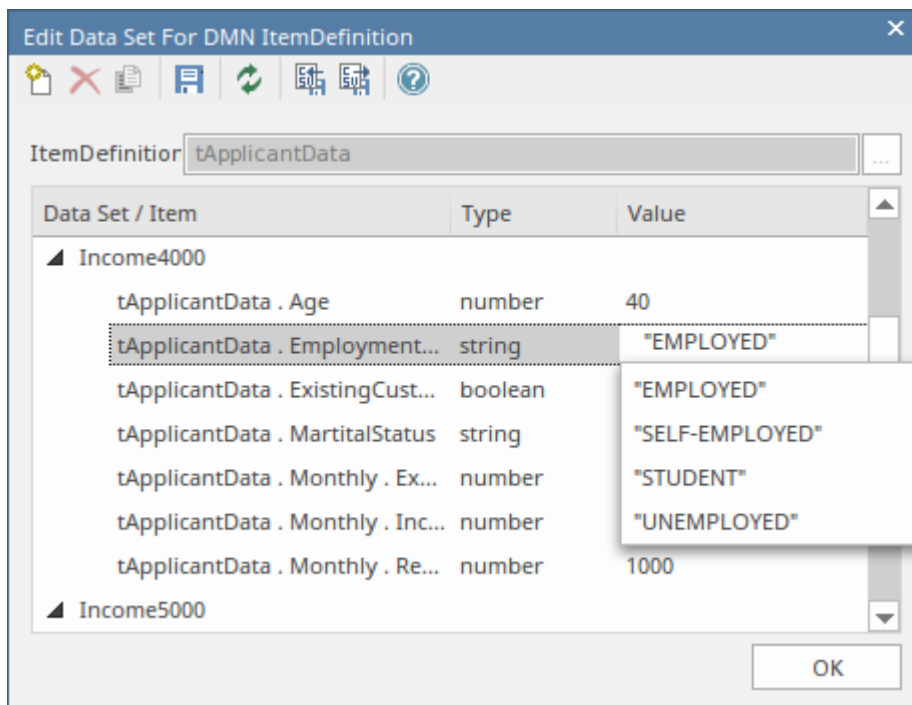 Edit Data Set For DMN ItemDefinition
ItemDefinition tApplicantData ...
Data Set / Item Type Value
Income4000
tApplicantData . Age number 40
tApplicantData . Employment... string "EMPLOYED"
tApplicantData . ExistingCust... boolean "EMPLOYED"
tApplicantData . MartitalStatus string "SELF-EMPLOYED"
tApplicantData . Monthly . Ex... number "STUDENT"
tApplicantData . Monthly . Inc... number "UNEMPLOYED"
tApplicantData . Monthly . Re... number 1000
Income5000
OK